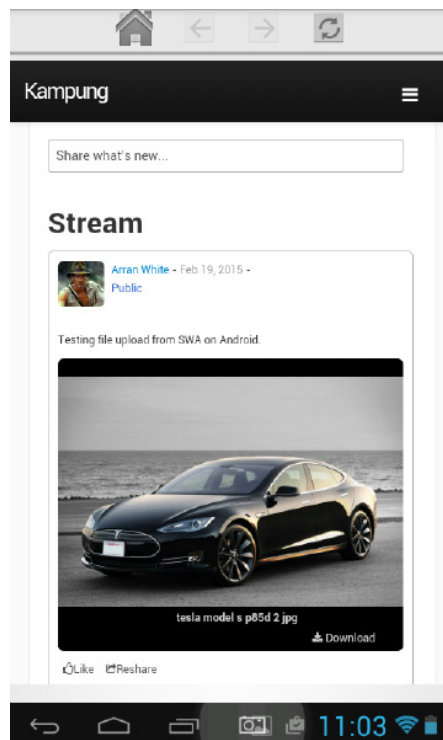 Kampung
Share what's new...
Stream
Arran White - Feb 19, 2015 -
Public
Testing file upload from SWA on Android.
tesla model s p85d 2 jpg
Download
Like Reshare
11:03